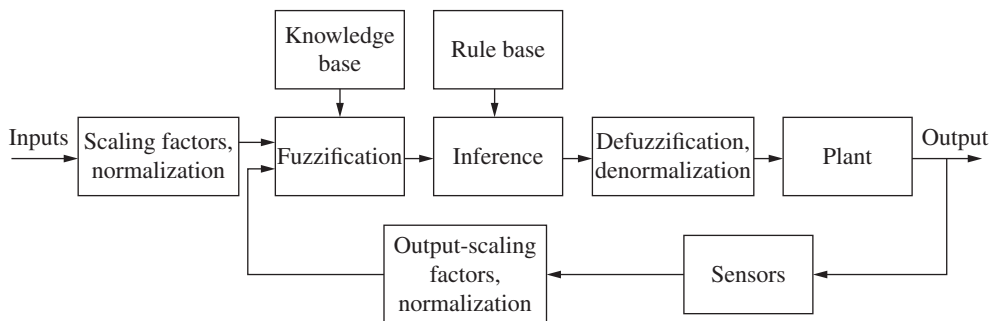 Knowledge
base
Rule base
Inputs
Scaling factors,
normalization
Fuzzification
Inference
Defuzzification,
denormalization
Plant
Output
Output-scaling
factors,
normalization
Sensors